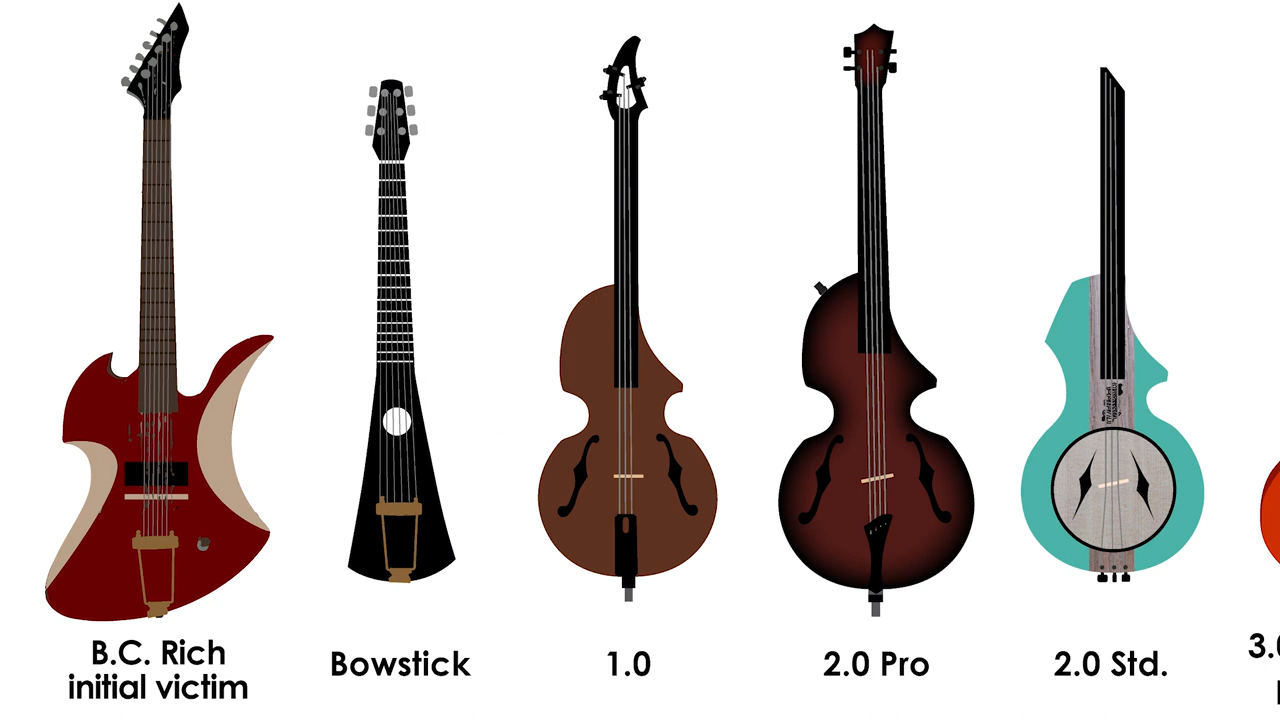 B.C. Rich
initial victim
Bowstick
1.0
2.0 Pro
2.0 Std.